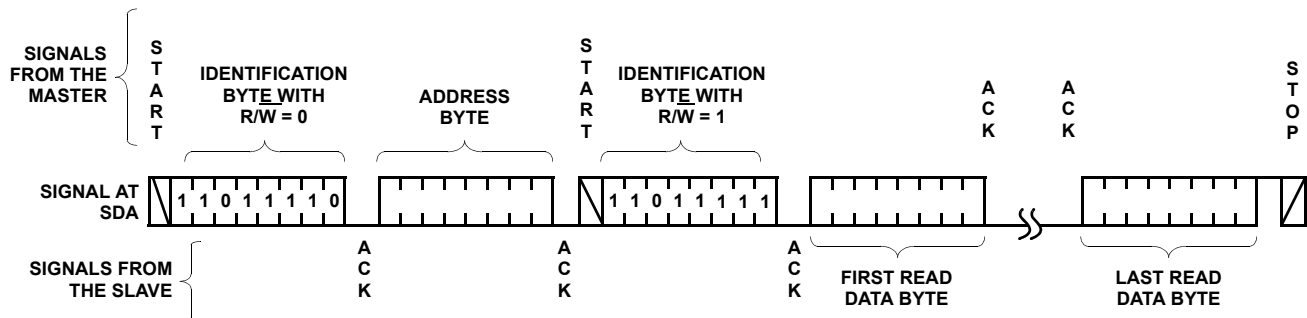 SIGNALS
FROM THE
MASTER
START
IDENTIFICATION
BYTE WITH
R/W = 0
ADDRESS
BYTE
START
IDENTIFICATION
BYTE WITH
R/W = 1
ACK
ACK
STOP
SIGNAL AT
SDA
1 1 0 1 1 1 1 0
1 1 0 1 1 1 1 1
SIGNALS FROM
THE SLAVE
ACK
ACK
ACK
FIRST READ
DATA BYTE
LAST READ
DATA BYTE